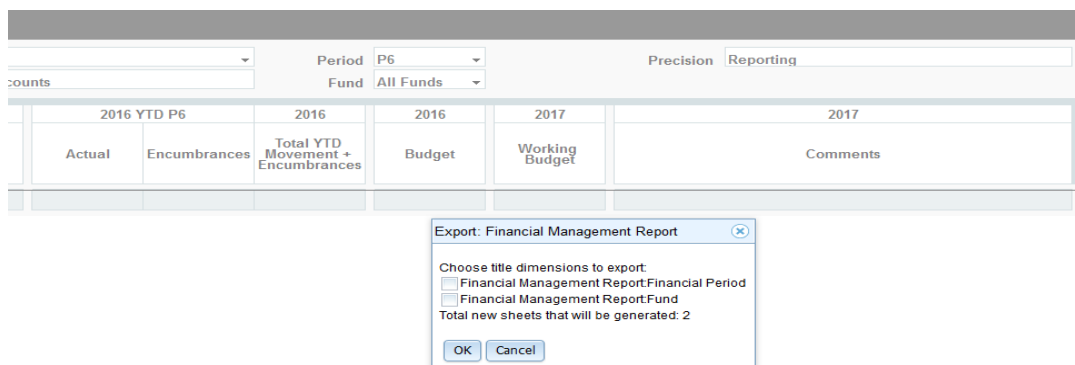 Period P6 Precision Reporting
counts Fund All Funds
2016 YTD P6 2016 2016 2017 2017
Actual Encumbrances Total YTD Movement + Encumbrances Budget Working Budget Comments
Export: Financial Management Report
Choose title dimensions to export:
Financial Management Report:Financial Period
Financial Management Report:Fund
Total new sheets that will be generated: 2
OK Cancel